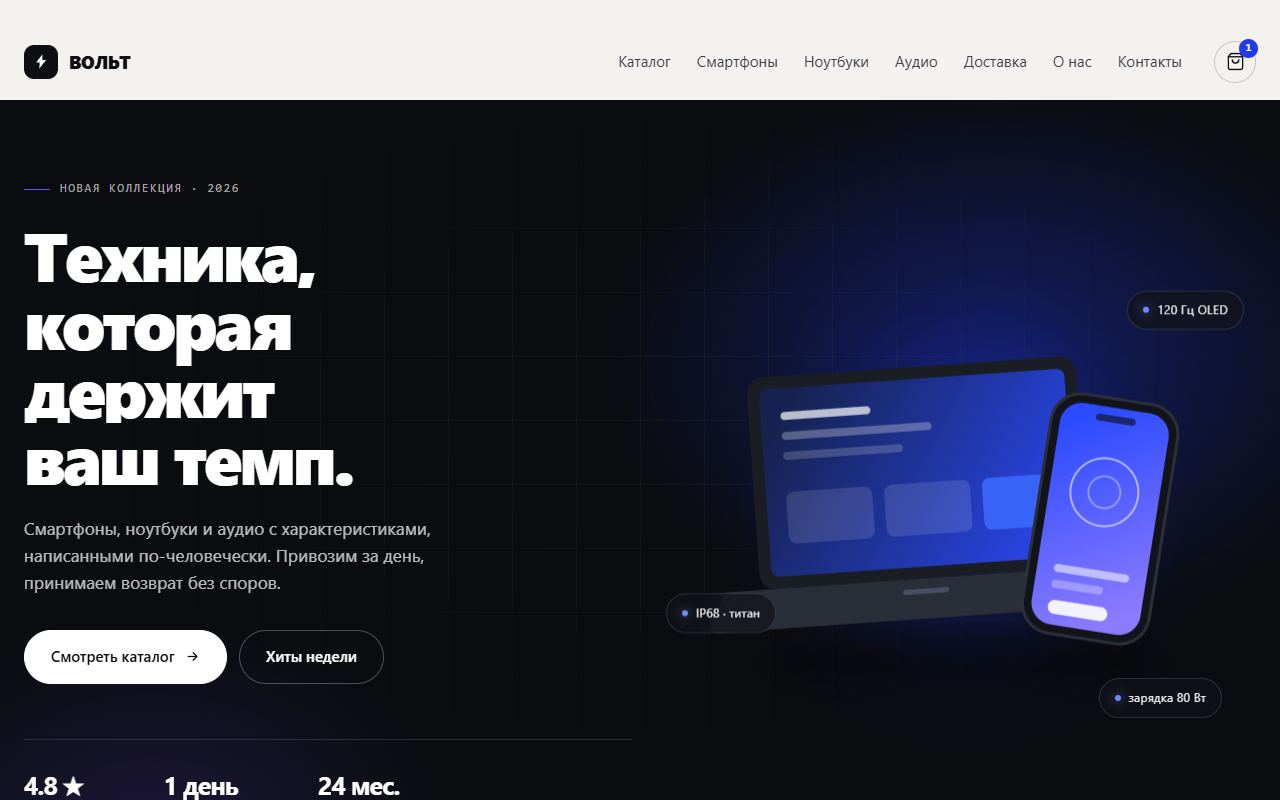 ВОЛЬТ
Каталог Смартфоны Ноутбуки Аудио Доставка О нас Контакты 1
НОВАЯ КОЛЛЕКЦИЯ · 2026
Техника,
которая
держит
ваш темп.
Смартфоны, ноутбуки и аудио с характеристиками,
написанными по-человечески. Привозим за день,
принимаем возврат без споров.
Смотреть каталог →
Хиты недели
120 Гц OLED
IP68 · титан
зарядка 80 Вт
4.8 ★ 1 день 24 мес.